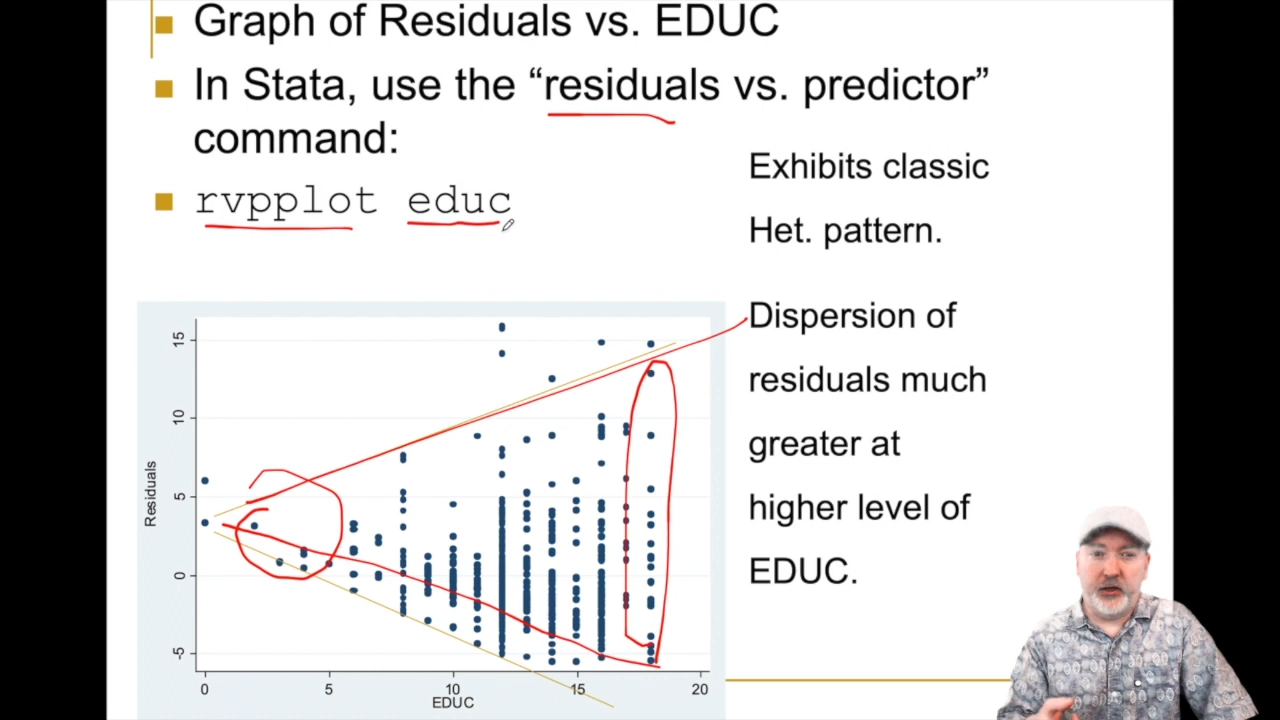 Graph of Residuals vs. EDUC
In Stata, use the “residuals vs. predictor”
command:
rvpplot educ
Exhibits classic
Het. pattern.
Dispersion of
residuals much
greater at
higher level of
EDUC.
15
10
5
0
-5
Residuals
0 5 10 15 20
EDUC